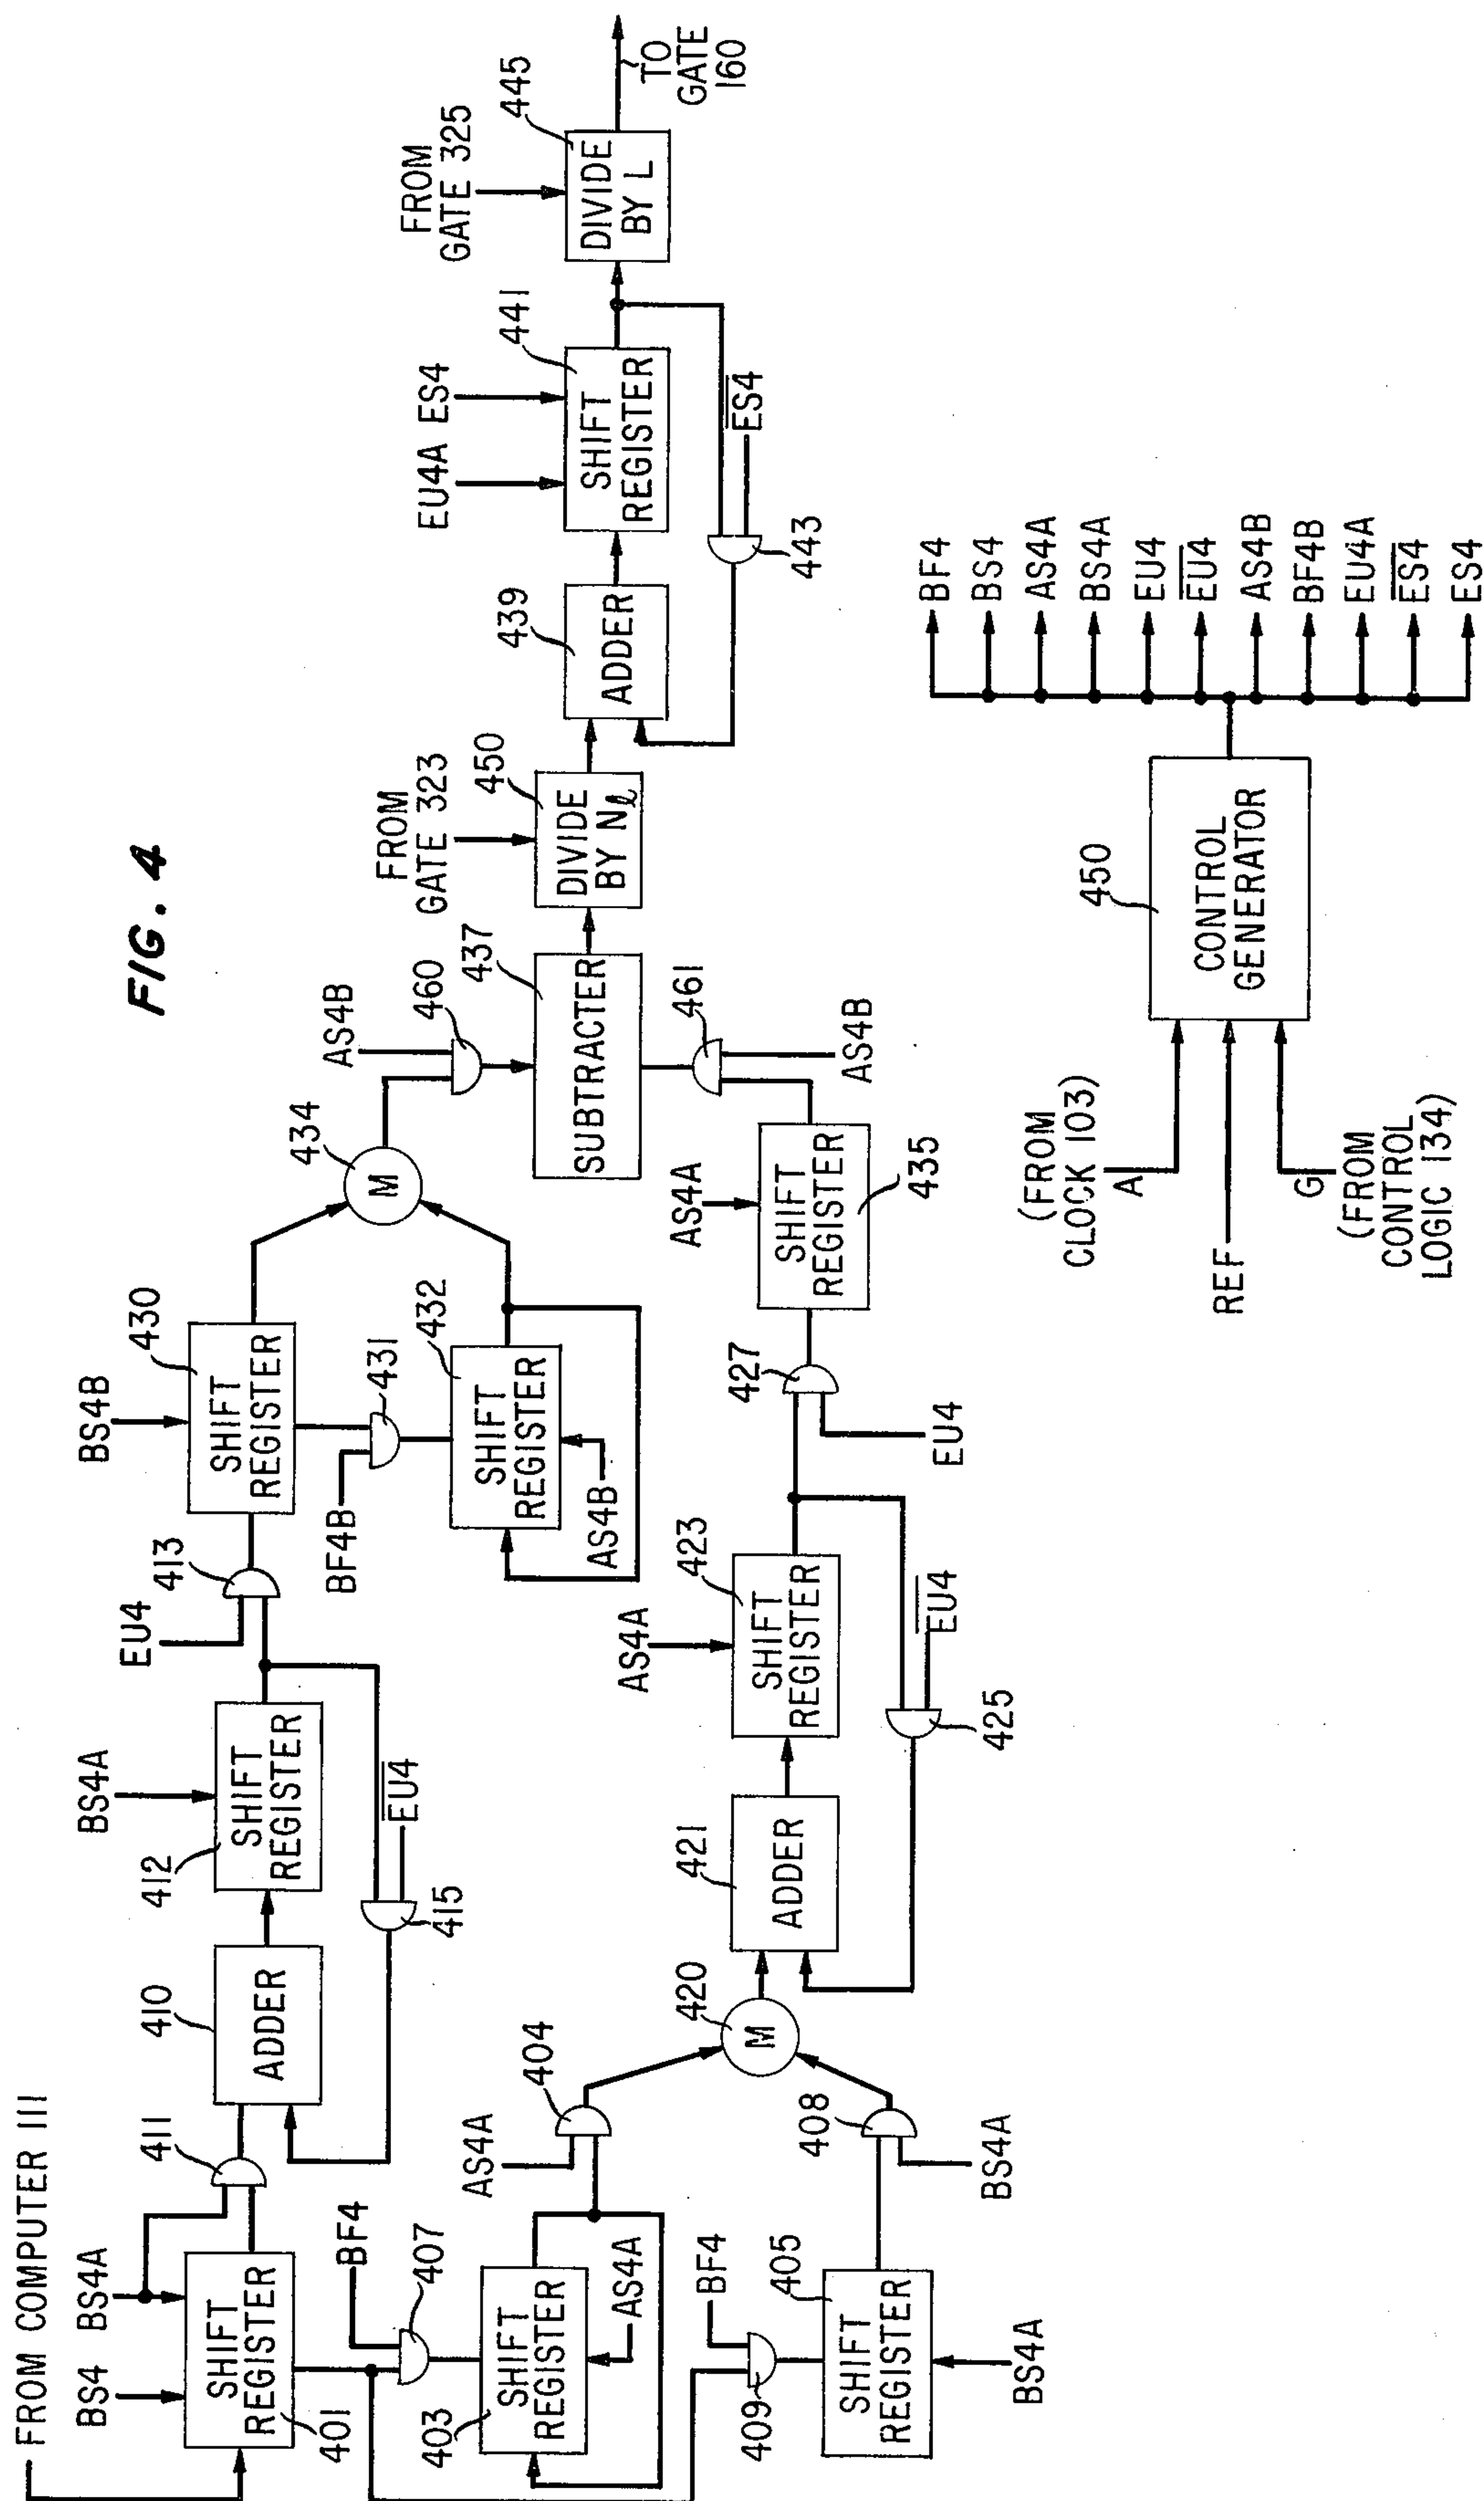 FIG. 4
FROM COMPUTER 111
BS4
BS4A
SHIFT
REGISTER
401
411
410
ADDER
BS4A
412
SHIFT
REGISTER
415
EU4
EU4
413
BS4B
430
SHIFT
REGISTER
BF4B
431
432
SHIFT
REGISTER
AS4B
434
M
AS4B
460
437
SUBTRACTER
461
AS4B
FROM
GATE 323
450
DIVIDE
BY Nℓ
439
ADDER
EU4A
ES4
441
SHIFT
REGISTER
443
ES4
FROM
GATE 325
445
DIVIDE
BY L
TO
GATE
160
BF4
407
403
SHIFT
REGISTER
AS4A
AS4A
404
BF4
409
405
SHIFT
REGISTER
BS4A
408
BS4A
420
M
421
ADDER
AS4A
423
SHIFT
REGISTER
425
EU4
427
EU4
AS4A
SHIFT
REGISTER
435
(FROM
CLOCK 103)
A
REF
G
(FROM
CONTROL
LOGIC 134)
450
CONTROL
GENERATOR
BF4
BS4
AS4A
BS4A
EU4
EU4
AS4B
BF4B
EU4A
ES4
ES4